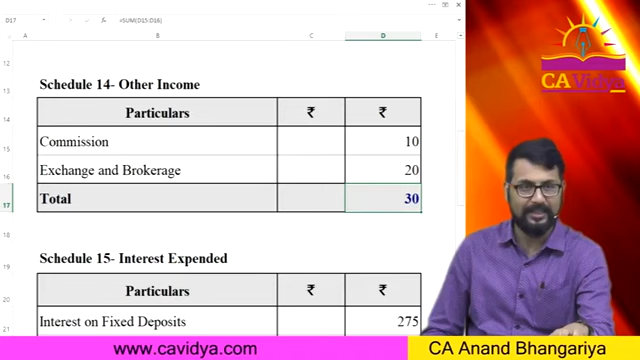 D17 fx =SUM(D15:D16)
A B C D E
12
13 Schedule 14- Other Income
14 Particulars ₹ ₹
15 Commission 10
16 Exchange and Brokerage 20
17 Total 30
18
19 Schedule 15- Interest Expended
20 Particulars ₹ ₹
21 Interest on Fixed Deposits 275
CA Vidya
www.cavidya.com
CA Anand Bhangariya